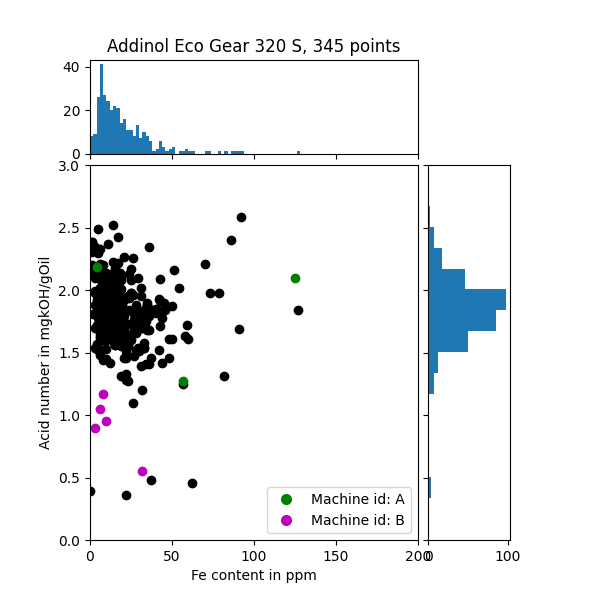 Addinol Eco Gear 320 S, 345 points
40
20
0
3.0
2.5
2.0
1.5
1.0
0.5
0.0
Acid number in mgkOH/gOil
Machine id: A
Machine id: B
0 50 100 150 200 0 100
Fe content in ppm